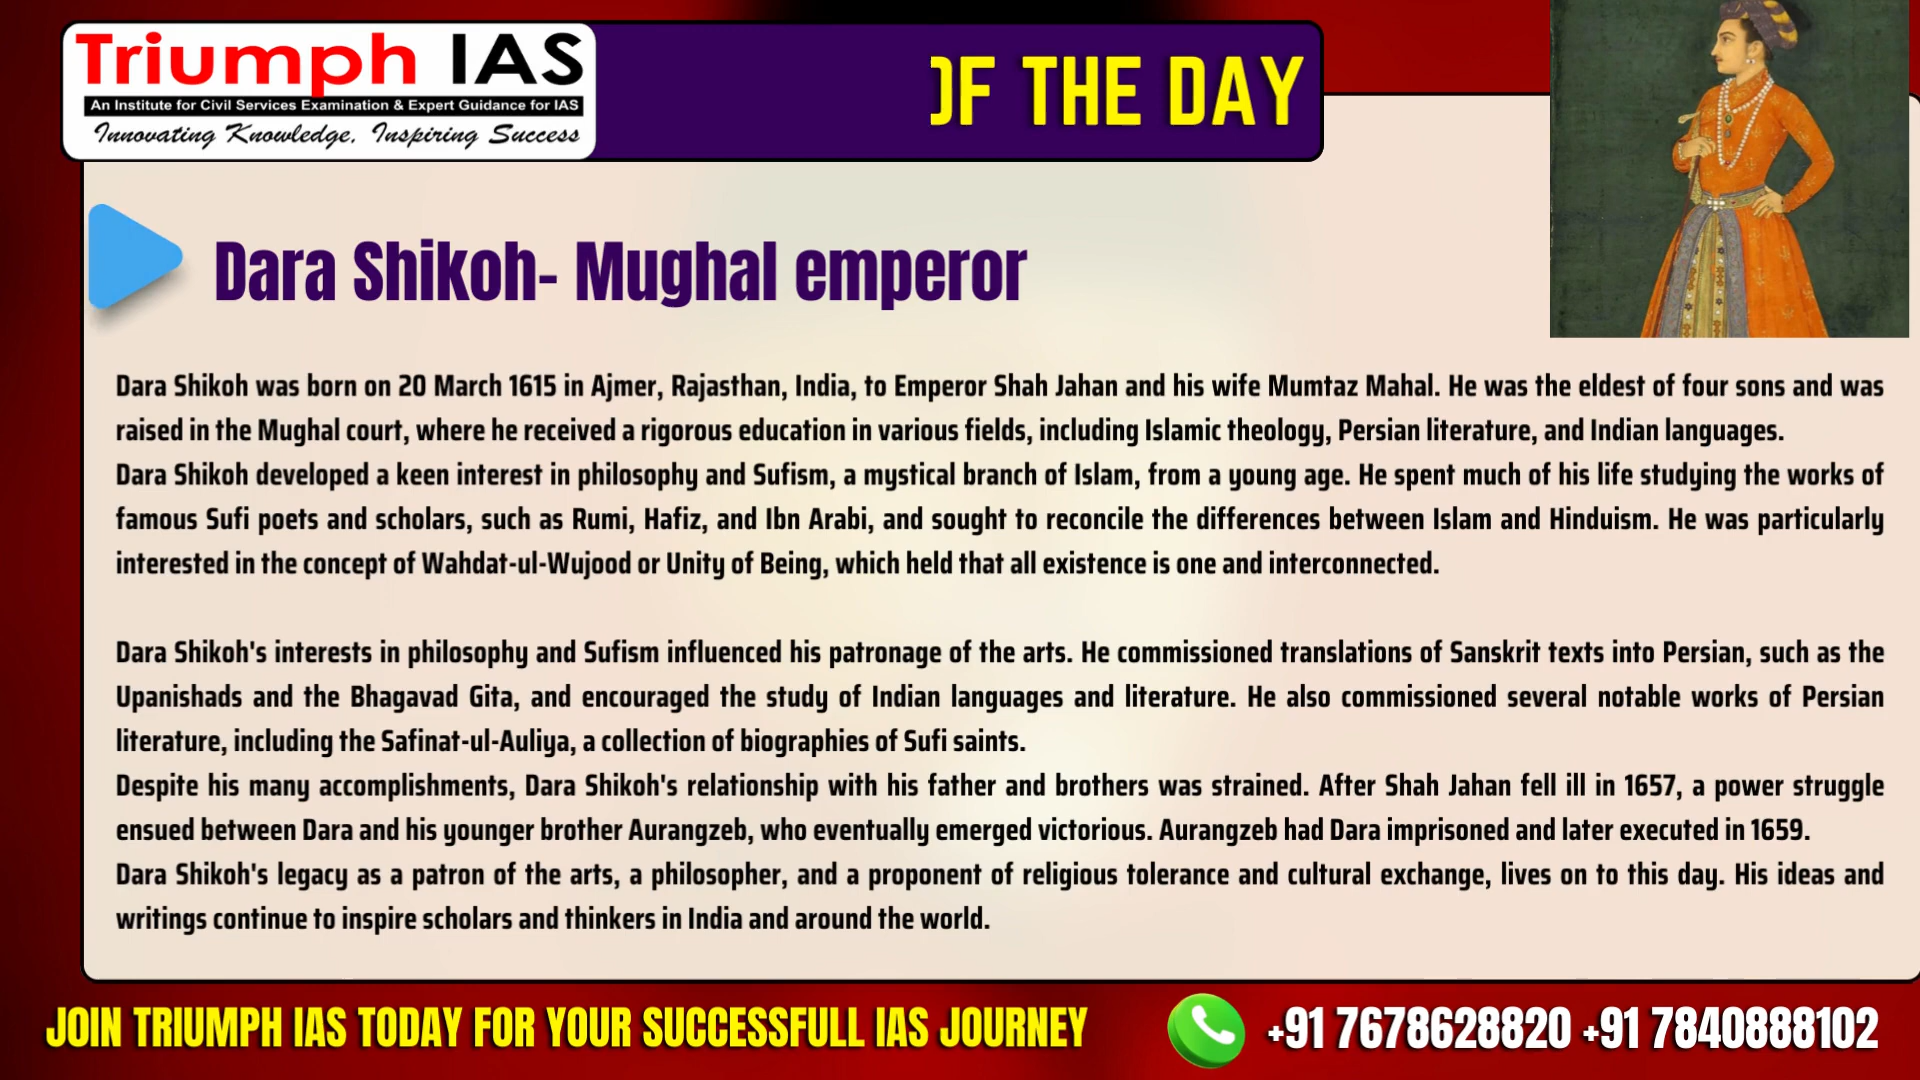 Triumph IAS
An Institute for Civil Services Examination & Expert Guidance for IAS
Innovating Knowledge, Inspiring Success
OF THE DAY
Dara Shikoh- Mughal emperor
Dara Shikoh was born on 20 March 1615 in Ajmer, Rajasthan, India, to Emperor Shah Jahan and his wife Mumtaz Mahal. He was the eldest of four sons and was
raised in the Mughal court, where he received a rigorous education in various fields, including Islamic theology, Persian literature, and Indian languages.
Dara Shikoh developed a keen interest in philosophy and Sufism, a mystical branch of Islam, from a young age. He spent much of his life studying the works of
famous Sufi poets and scholars, such as Rumi, Hafiz, and Ibn Arabi, and sought to reconcile the differences between Islam and Hinduism. He was particularly
interested in the concept of Wahdat-ul-Wujood or Unity of Being, which held that all existence is one and interconnected.
Dara Shikoh's interests in philosophy and Sufism influenced his patronage of the arts. He commissioned translations of Sanskrit texts into Persian, such as the
Upanishads and the Bhagavad Gita, and encouraged the study of Indian languages and literature. He also commissioned several notable works of Persian
literature, including the Safinat-ul-Auliya, a collection of biographies of Sufi saints.
Despite his many accomplishments, Dara Shikoh's relationship with his father and brothers was strained. After Shah Jahan fell ill in 1657, a power struggle
ensued between Dara and his younger brother Aurangzeb, who eventually emerged victorious. Aurangzeb had Dara imprisoned and later executed in 1659.
Dara Shikoh's legacy as a patron of the arts, a philosopher, and a proponent of religious tolerance and cultural exchange, lives on to this day. His ideas and
writings continue to inspire scholars and thinkers in India and around the world.
JOIN TRIUMPH IAS TODAY FOR YOUR SUCCESSFULL IAS JOURNEY
+91 7678628820 +91 7840888102